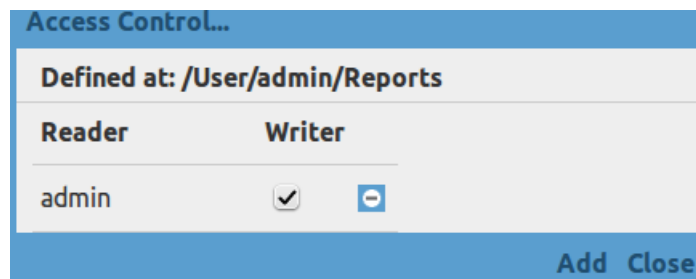 Access Control...
Defined at: /User/admin/Reports
Reader Writer
admin
Add Close